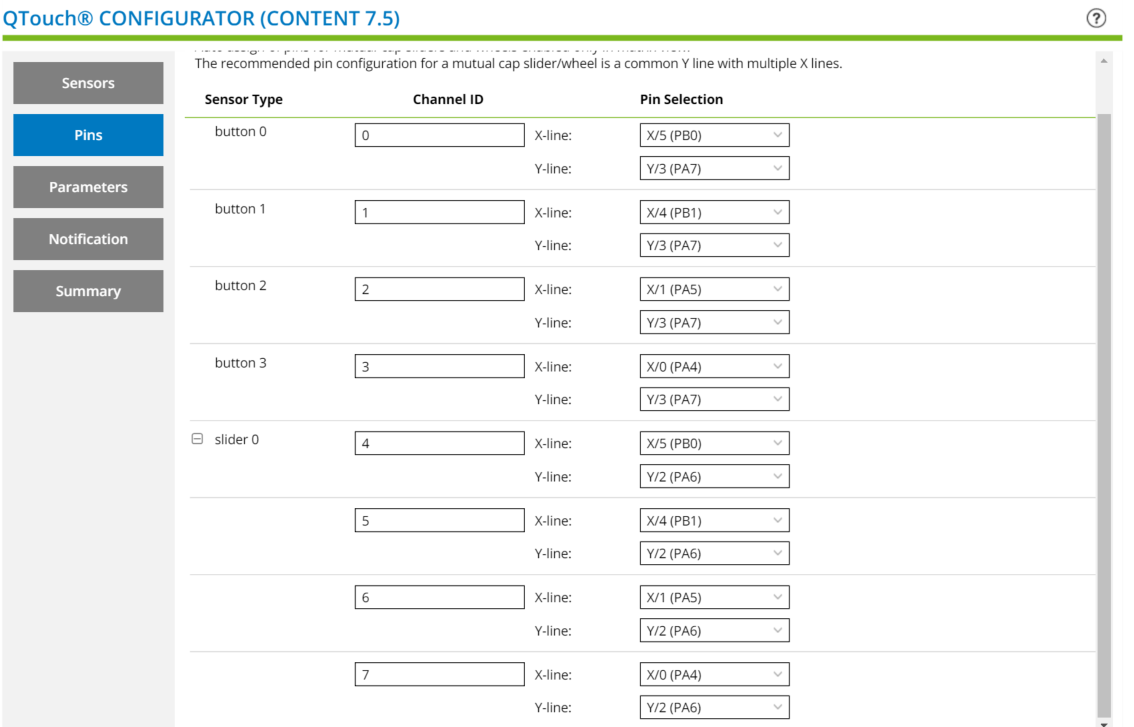 QTouch® CONFIGURATOR (CONTENT 7.5)
?
Sensors
Pins
Parameters
Notification
Summary
The recommended pin configuration for a mutual cap slider/wheel is a common Y line with multiple X lines.
Sensor Type Channel ID Pin Selection
button 0 0 X-line: X/5 (PB0)
Y-line: Y/3 (PA7)
button 1 1 X-line: X/4 (PB1)
Y-line: Y/3 (PA7)
button 2 2 X-line: X/1 (PA5)
Y-line: Y/3 (PA7)
button 3 3 X-line: X/0 (PA4)
Y-line: Y/3 (PA7)
slider 0 4 X-line: X/5 (PB0)
Y-line: Y/2 (PA6)
5 X-line: X/4 (PB1)
Y-line: Y/2 (PA6)
6 X-line: X/1 (PA5)
Y-line: Y/2 (PA6)
7 X-line: X/0 (PA4)
Y-line: Y/2 (PA6)